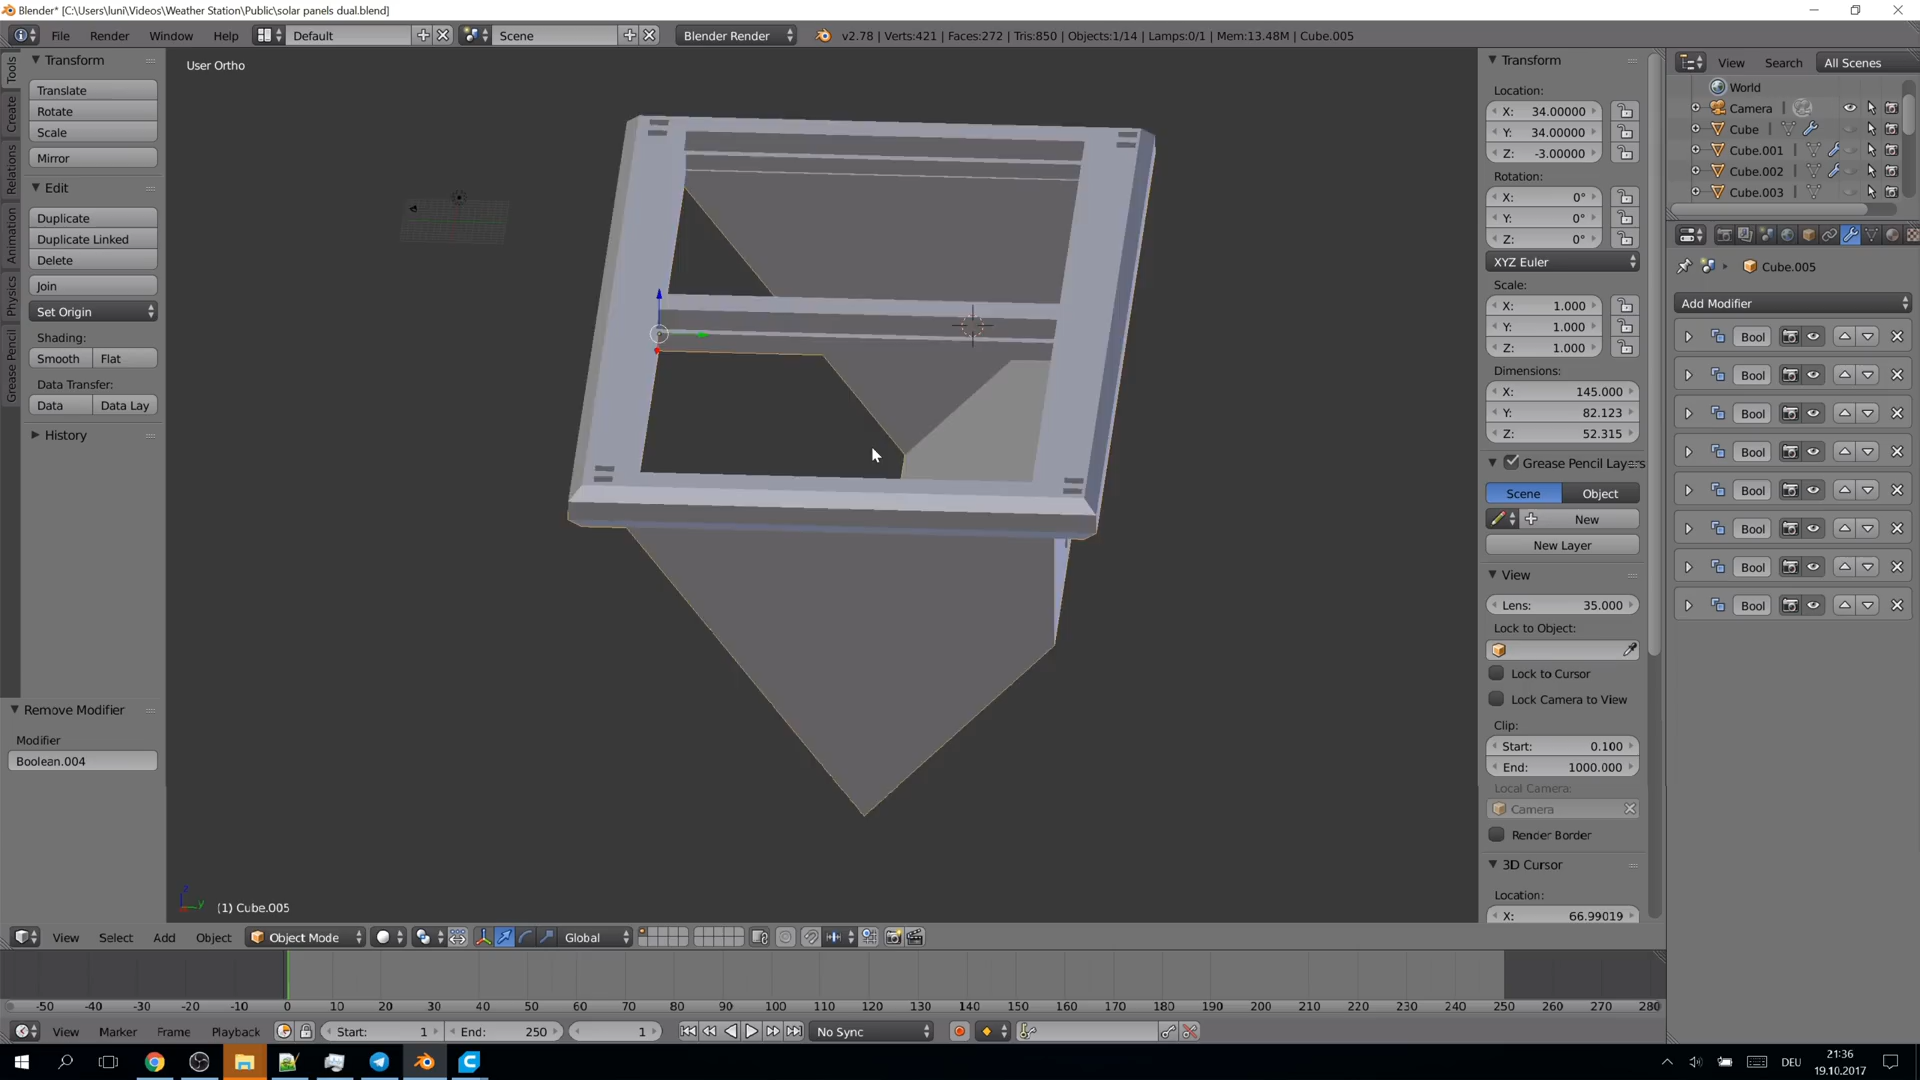 Blender* [C:\Users\luni\Videos\Weather Station\Public\solar panels dual.blend]
File Render Window Help Default Scene Blender Render v2.78 | Verts:421 | Faces:272 | Tris:850 | Objects:1/14 | Lamps:0/1 | Mem:13.48M | Cube.005
Tools
Create
Relations
Animation
Physics
Grease Pencil
Transform
Translate
Rotate
Scale
Mirror
Edit
Duplicate
Duplicate Linked
Delete
Join
Set Origin
Shading:
Smooth Flat
Data Transfer:
Data Data Lay
History
Remove Modifier
Modifier
Boolean.004
User Ortho
(1) Cube.005
Transform
Location:
X: 34.00000
Y: 34.00000
Z: -3.00000
Rotation:
X: 0°
Y: 0°
Z: 0°
XYZ Euler
Scale:
X: 1.000
Y: 1.000
Z: 1.000
Dimensions:
X: 145.000
Y: 82.123
Z: 52.315
Grease Pencil Layers
Scene Object
New
New Layer
View
Lens: 35.000
Lock to Object:
Lock to Cursor
Lock Camera to View
Clip:
Start: 0.100
End: 1000.000
Local Camera:
Camera
Render Border
3D Cursor
Location:
X: 66.99019
View Search All Scenes
World
Camera
Cube
Cube.001
Cube.002
Cube.003
Cube.005
Add Modifier
Bool
Bool
Bool
Bool
Bool
Bool
Bool
Bool
View Select Add Object Object Mode Global
-50 -40 -30 -20 -10 0 10 20 30 40 50 60 70 80 90 100 110 120 130 140 150 160 170 180 190 200 210 220 230 240 250 260 270 280
View Marker Frame Playback Start: 1 End: 250 1 No Sync
DEU 21:36
19.10.2017